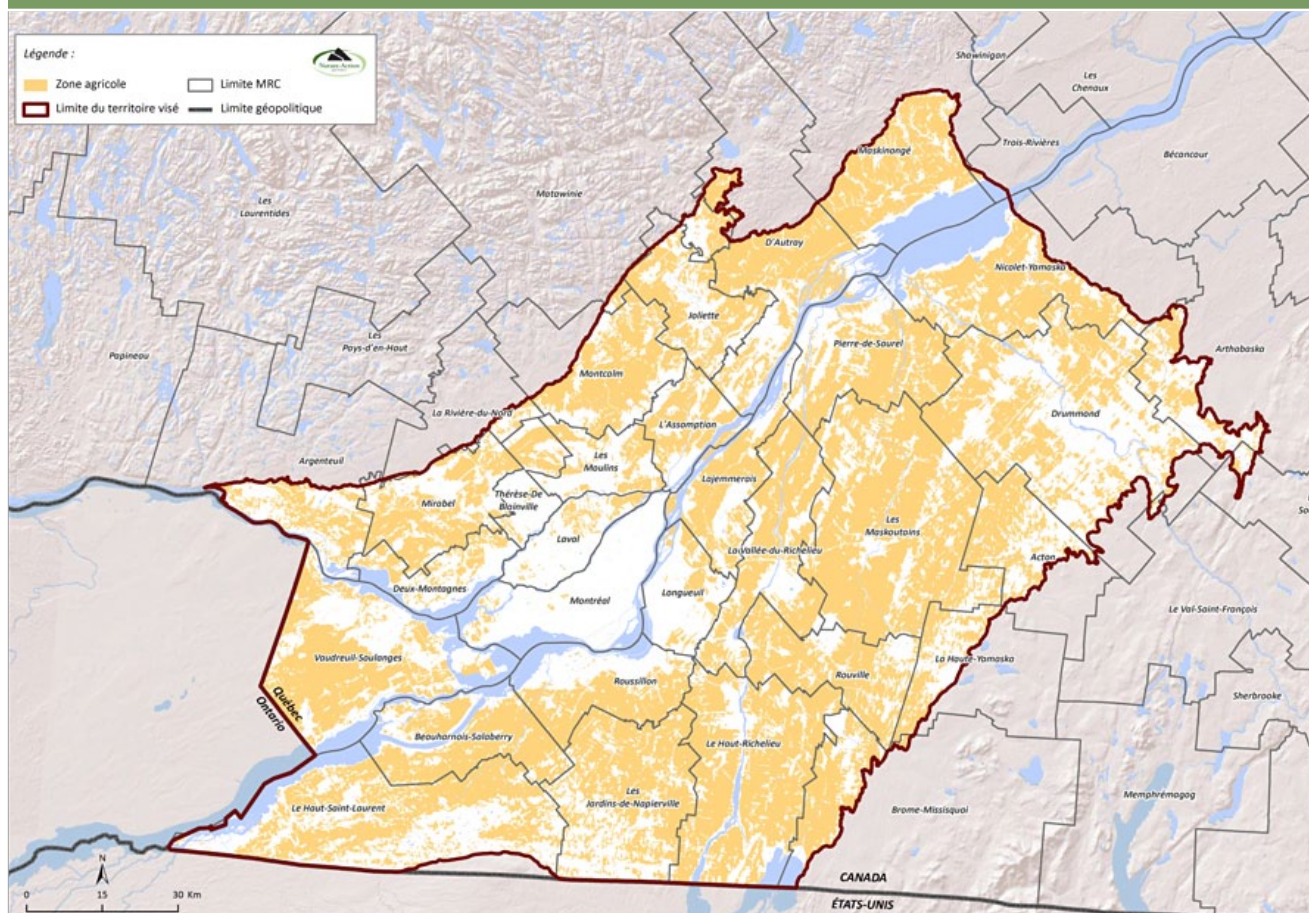 Légende :
Zone agricole
Limite MRC
Limite du territoire visé
Limite géopolitique
Shawinigan
Les
Chenaux
Trois-Rivières
Bécancour
Maskinongé
Matawinie
Les
Laurentides
D'Autray
Nicolet-Yamaska
Joliette
Pierre-de-Saurel
Arthabaska
Les
Pays-d'en-Haut
Papineau
Montcalm
La Rivière-du-Nord
L'Assomption
Drummond
Argenteuil
Les
Moulins
Lajemmerais
Mirabel
Thérèse-De
Blainville
Les
Maskoutains
Laval
La Vallée-du-Richelieu
Acton
Deux-Montagnes
Montréal
Longueuil
Le Val-Saint-François
Vaudreuil-Soulanges
La Haute-Yamaska
Rouville
Roussillon
Sherbrooke
Québec
Ontario
Beauharnois-Salaberry
Le Haut-Richelieu
Les
Jardins-de-Napierville
Le Haut-Saint-Laurent
Brome-Missisquoi
Memphrémagog
N
CANADA
ÉTATS-UNIS
0 15 30 Km